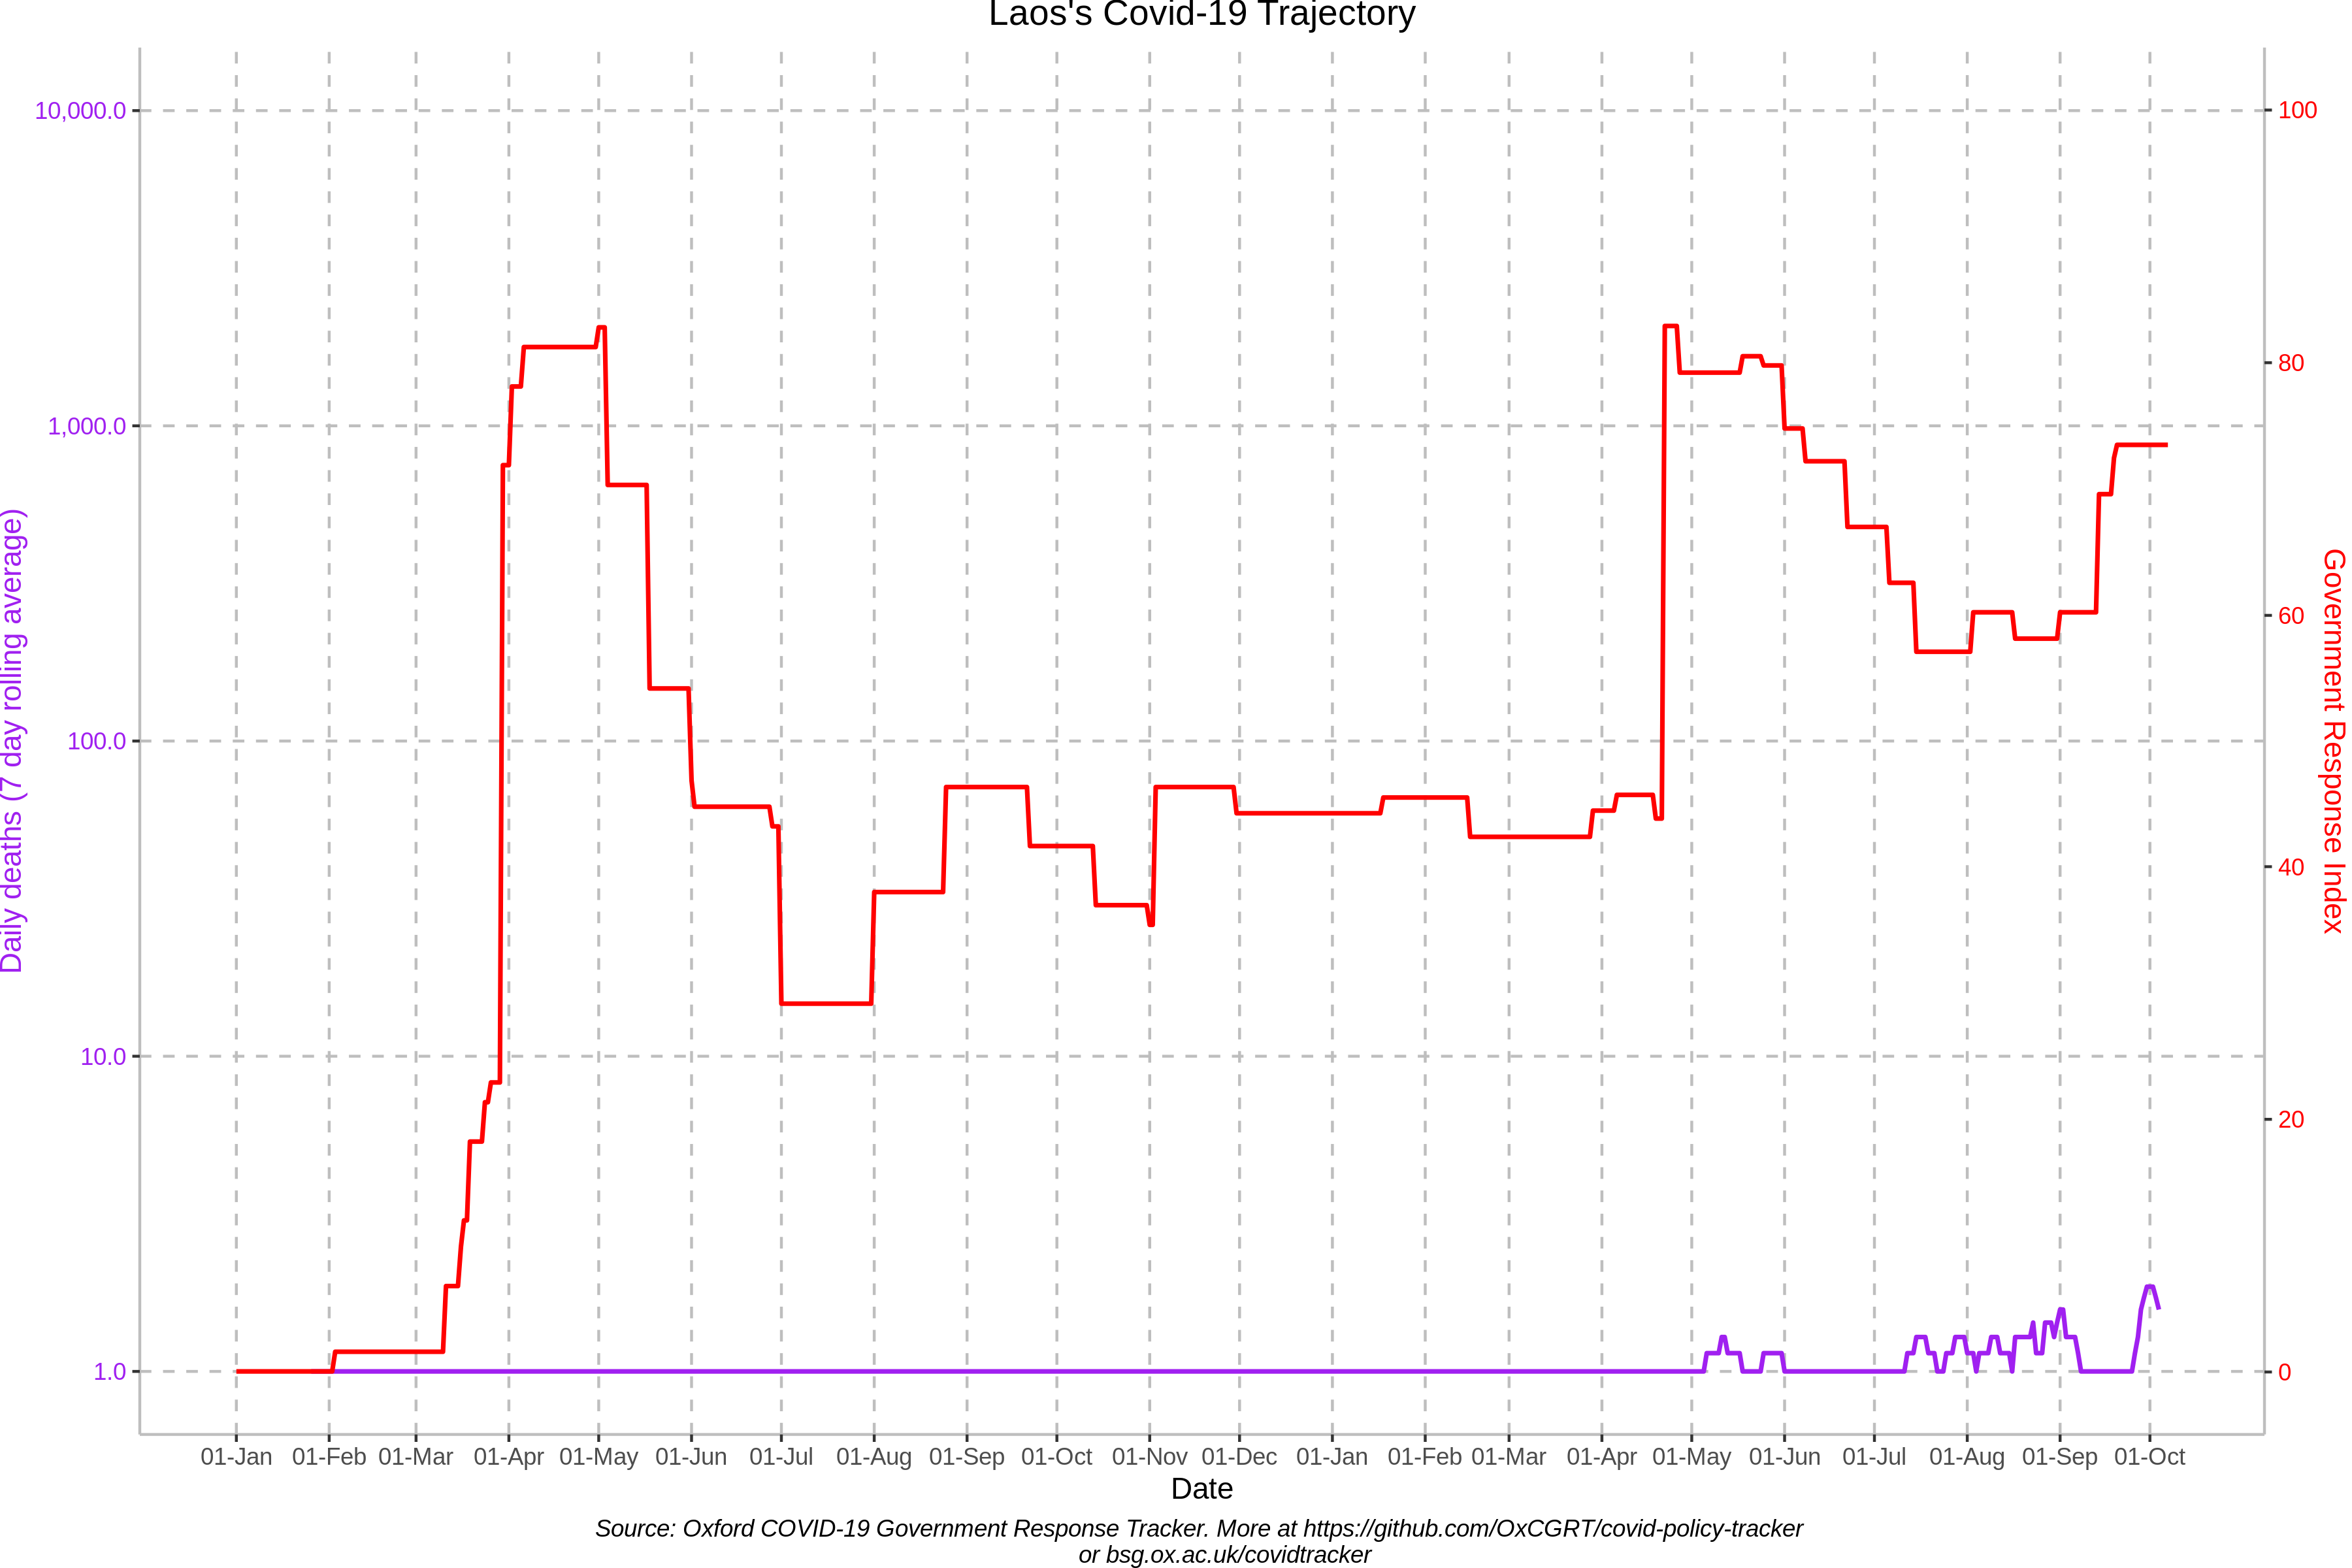 Laos's Covid-19 Trajectory
10,000.0
1,000.0
100.0
10.0
1.0
Daily deaths (7 day rolling average)
100
80
60
40
20
0
Government Response Index
01-Jan 01-Feb 01-Mar 01-Apr 01-May 01-Jun 01-Jul 01-Aug 01-Sep 01-Oct 01-Nov 01-Dec 01-Jan 01-Feb 01-Mar 01-Apr 01-May 01-Jun 01-Jul 01-Aug 01-Sep 01-Oct
Date
Source: Oxford COVID-19 Government Response Tracker. More at https://github.com/OxCGRT/covid-policy-tracker
or bsg.ox.ac.uk/covidtracker